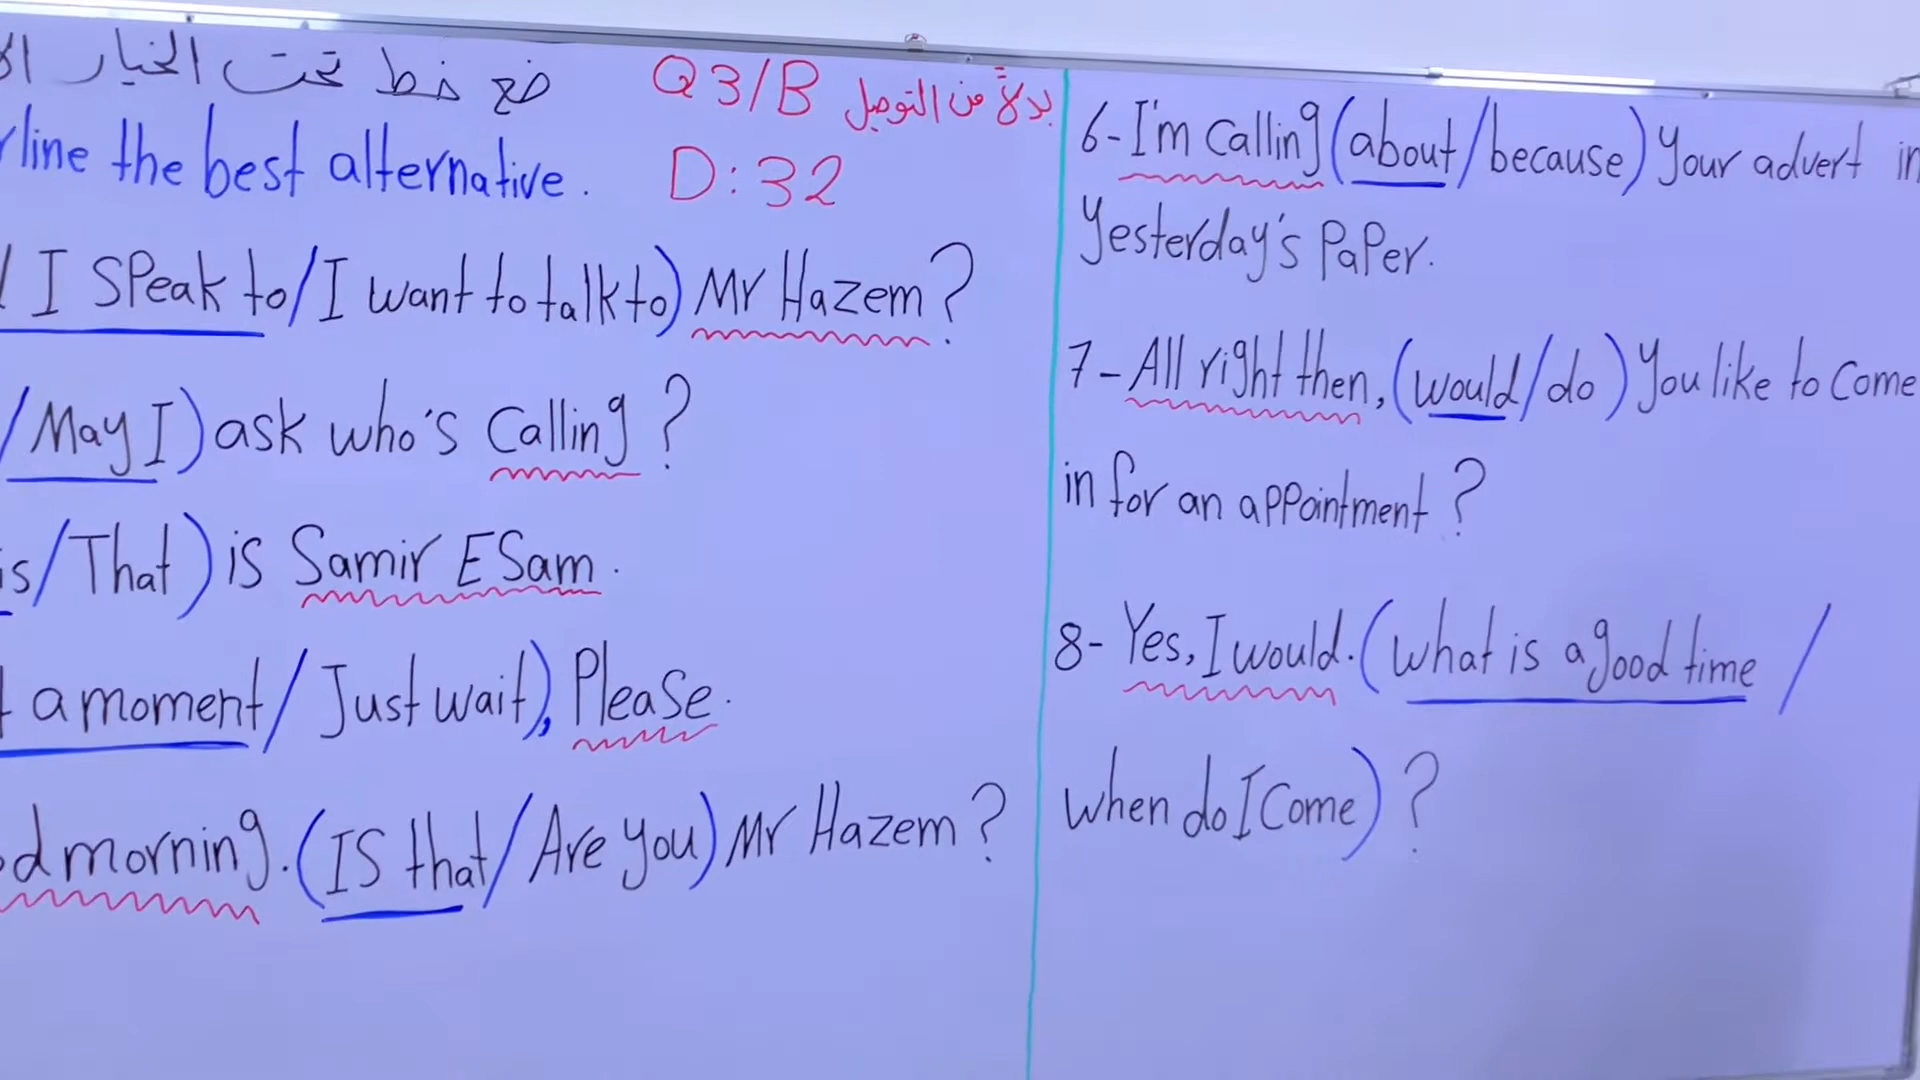 ضع خط تحت الخيار
Q3/B بدلاً من التوصيل
line the best alternative. D:32
I Speak to/I want to talk to) Mr Hazem?
/May I) ask who's Calling?
is/That) is Samir ESam.
a moment/Just wait), Please.
d morning. (IS that/Are you) Mr Hazem?
6-I'm Calling (about/because) your advert in
Yesterday's PaPer.
7-All right then, (would/do) you like to Come
in for an appointment?
8-Yes, I would. (what is a good time /
when do I Come)?